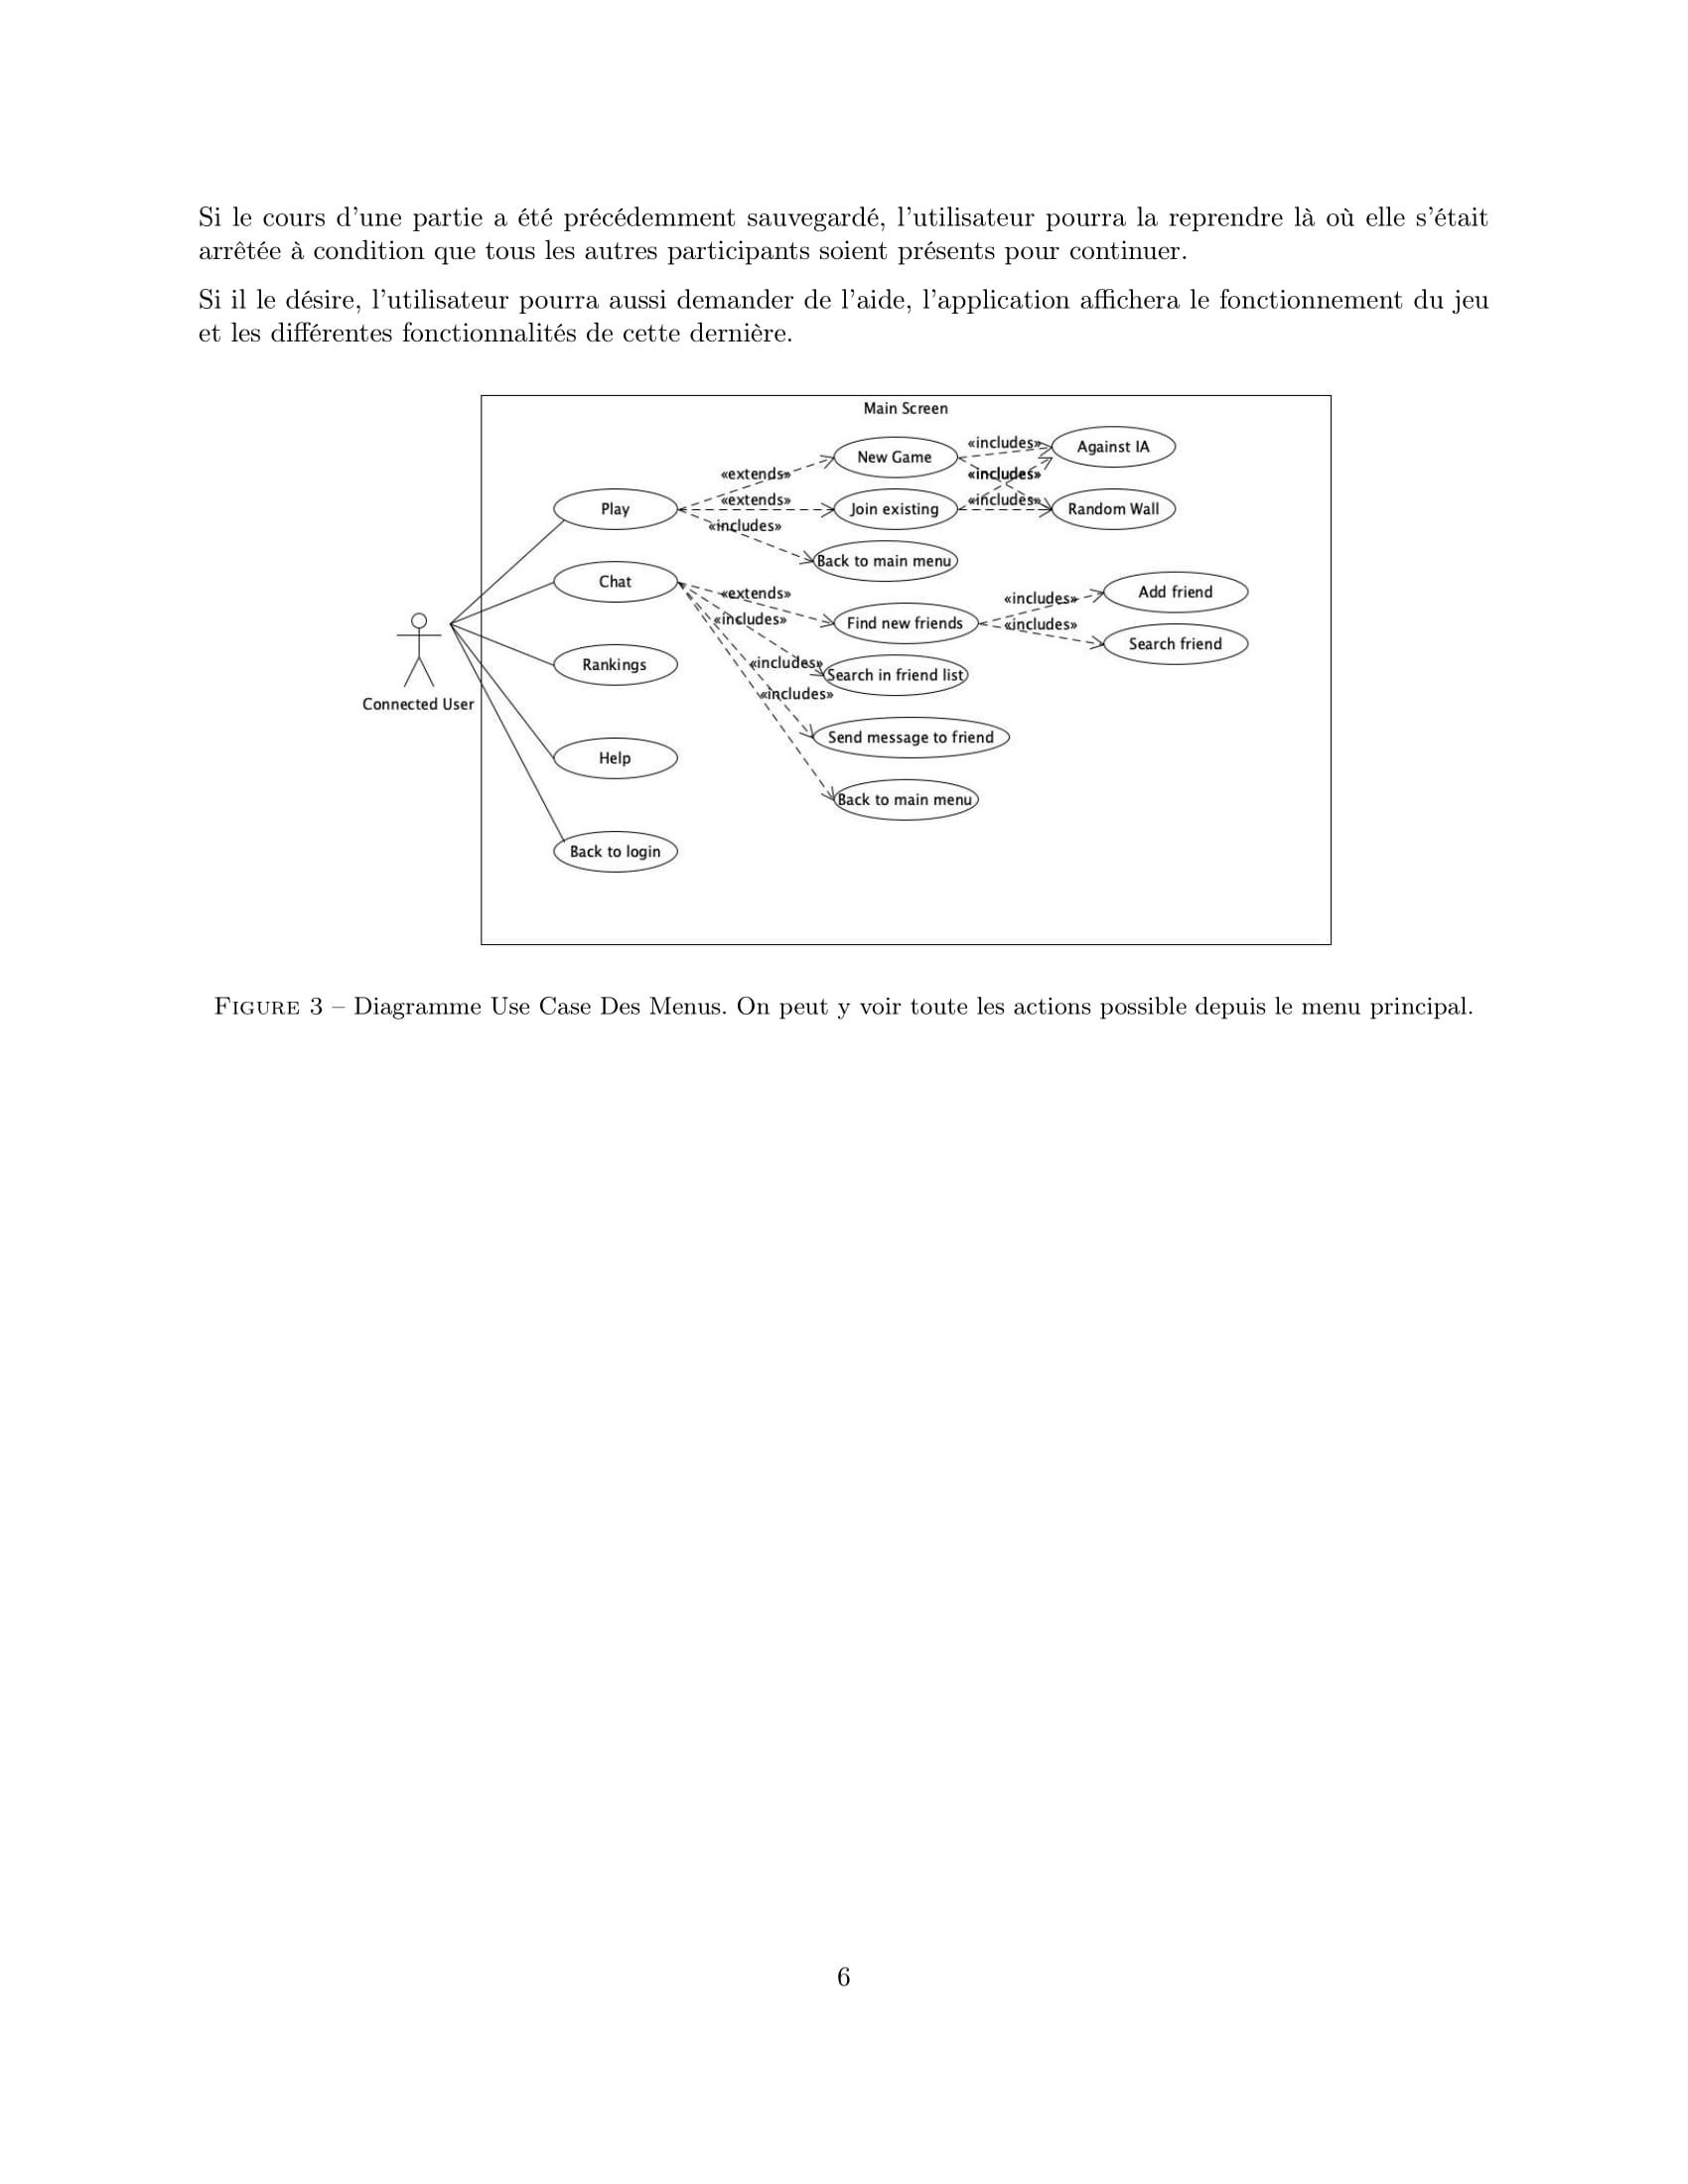 Si le cours d'une partie a été précédemment sauvegardé, l'utilisateur pourra la reprendre là où elle s'était
arrêtée à condition que tous les autres participants soient présents pour continuer.
Si il le désire, l'utilisateur pourra aussi demander de l'aide, l'application affichera le fonctionnement du jeu
et les différentes fonctionnalités de cette dernière.
Main Screen
Connected User
Play
Chat
Rankings
Help
Back to login
«extends»
«extends»
«includes»
New Game
Join existing
Back to main menu
«includes»
«includes»
«includes»
Against IA
Random Wall
«extends»
«includes»
«includes»
«includes»
Find new friends
Search in friend list
Send message to friend
Back to main menu
«includes»
«includes»
Add friend
Search friend
FIGURE 3 – Diagramme Use Case Des Menus. On peut y voir toute les actions possible depuis le menu principal.
6